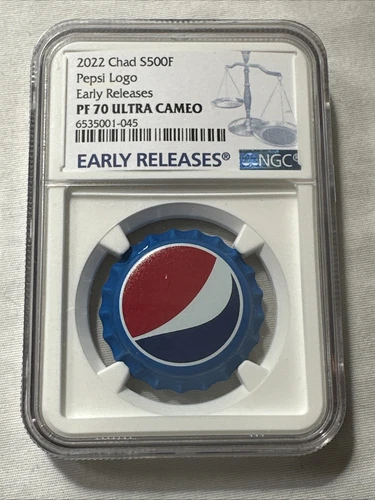 2022 Chad S500F
Pepsi Logo
Early Releases
PF 70 ULTRA CAMEO
6535001-045
EARLY RELEASES®
NGC®